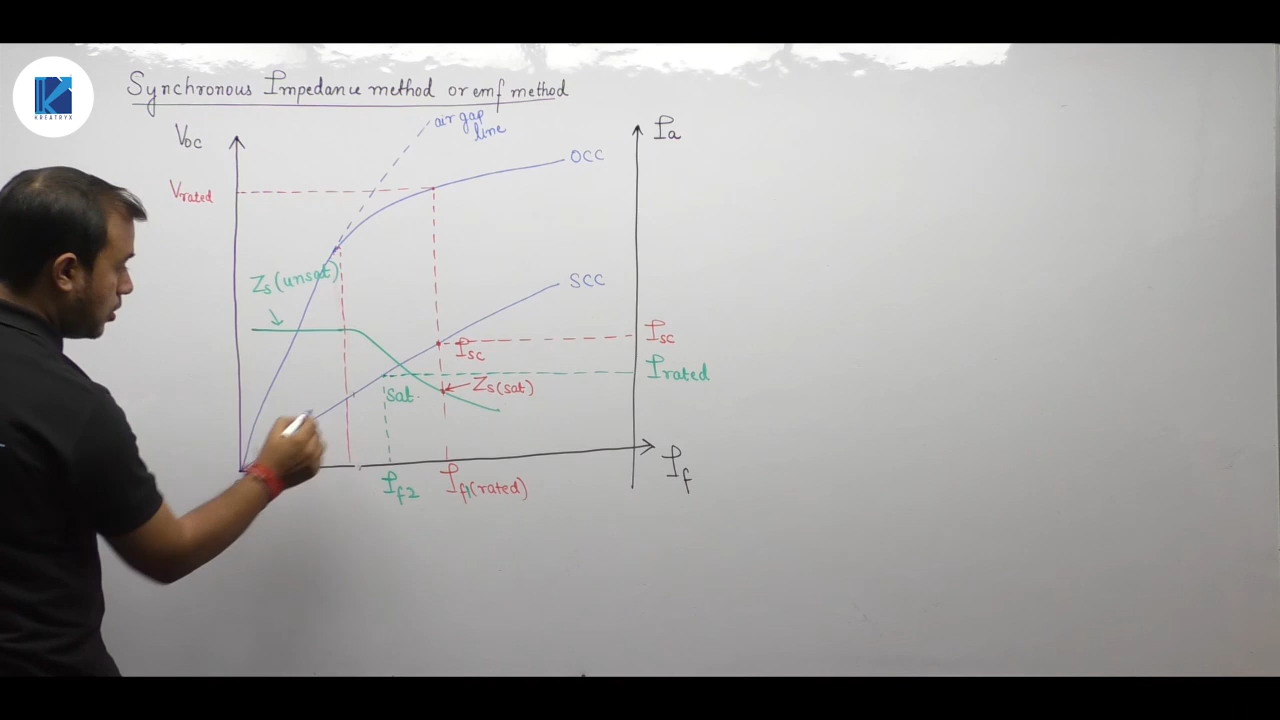 Synchronous Impedance method or emf method
KREATRYX
air gap
line
Voc
Ia
OCC
Vrated
Zs(unsat)
SCC
Isc
Isc
Irated
Zs(sat)
sat.
If
If2
If1(rated)